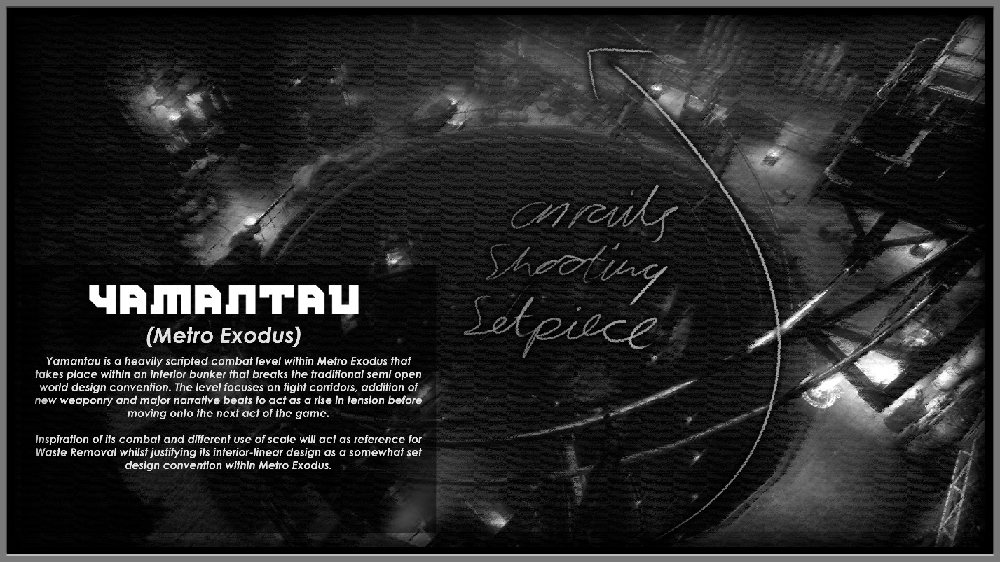 YAMANTAU
(Metro Exodus)
Yamantau is a heavily scripted combat level within Metro Exodus that
takes place within an interior bunker that breaks the traditional semi open
world design convention. The level focuses on tight corridors, addition of
new weaponry and major narrative beats to act as a rise in tension before
moving onto the next act of the game.
Inspiration of its combat and different use of scale will act as reference for
Waste Removal whilst justifying its interior-linear design as a somewhat set
design convention within Metro Exodus.
onrails
Shooting
Setpiece